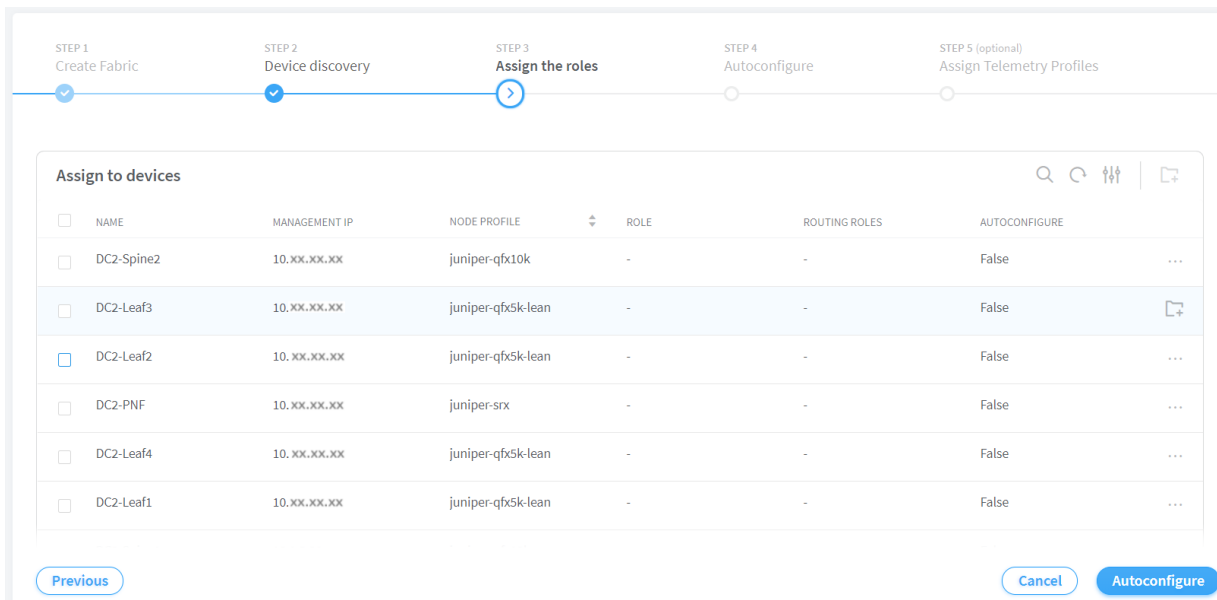 STEP 1 STEP 2 STEP 3 STEP 4 STEP 5 (optional)
Create Fabric Device discovery Assign the roles Autoconfigure Assign Telemetry Profiles
Assign to devices
NAME MANAGEMENT IP NODE PROFILE ROLE ROUTING ROLES AUTOCONFIGURE
DC2-Spine2 10.xx.xx.xx juniper-qfx10k - - False ...
DC2-Leaf3 10.xx.xx.xx juniper-qfx5k-lean - - False
DC2-Leaf2 10.xx.xx.xx juniper-qfx5k-lean - - False ...
DC2-PNF 10.xx.xx.xx juniper-srx - - False ...
DC2-Leaf4 10.xx.xx.xx juniper-qfx5k-lean - - False ...
DC2-Leaf1 10.xx.xx.xx juniper-qfx5k-lean - - False ...
Previous Cancel Autoconfigure